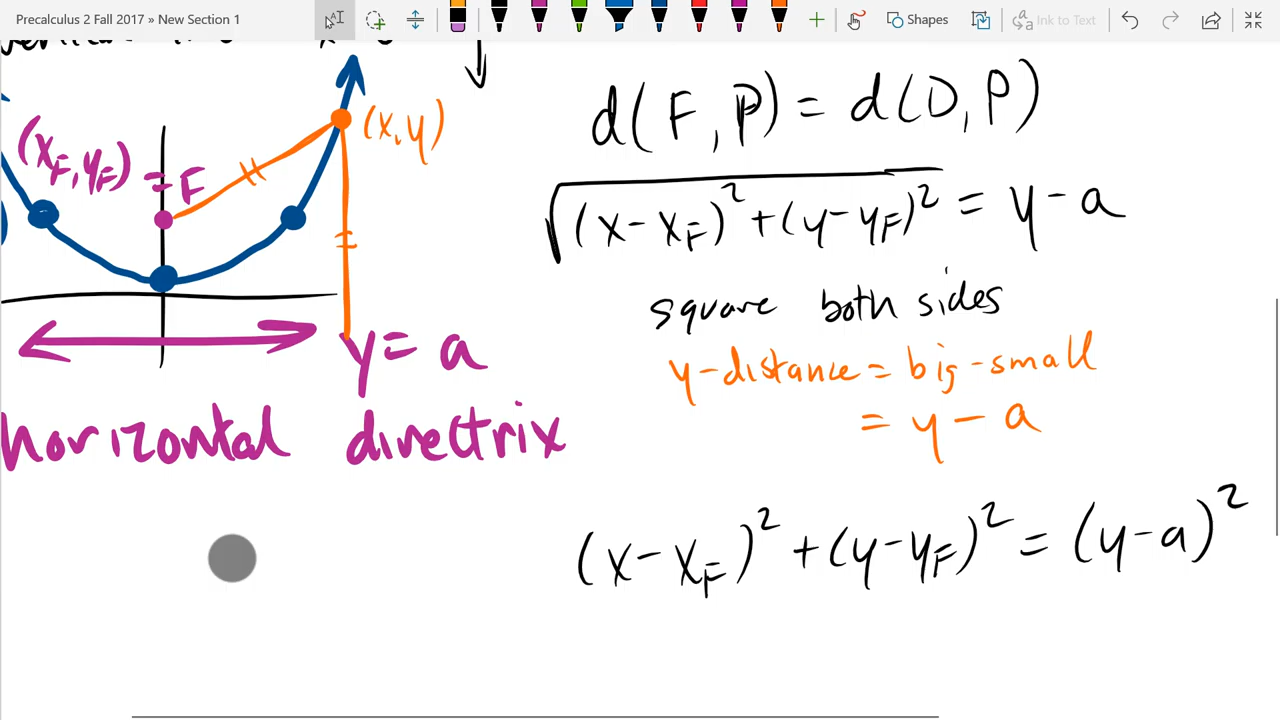 Precalculus 2 Fall 2017 » New Section 1
Shapes
Ink to Text
vertical
(x_F, y_F) = F
(x, y)
y = a
horizontal directrix
d(F, P) = d(D, P)
√((x - x_F)² + (y - y_F)²) = y - a
square both sides
y-distance = big - small
= y - a
(x - x_F)² + (y - y_F)² = (y - a)²